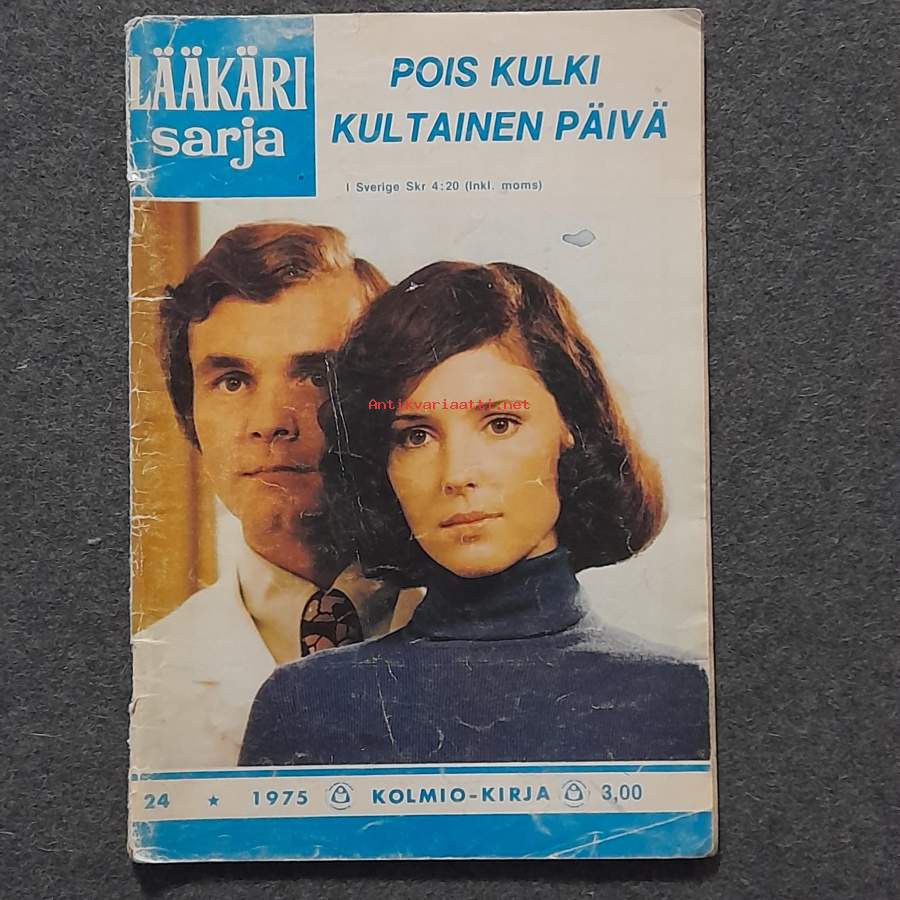 LÄÄKÄRI
sarja
POIS KULKI
KULTAINEN PÄIVÄ
I Sverige Skr 4:20 (Inkl. moms)
Antikvariaatti.net
24 ★ 1975 KOLMIO-KIRJA 3,00